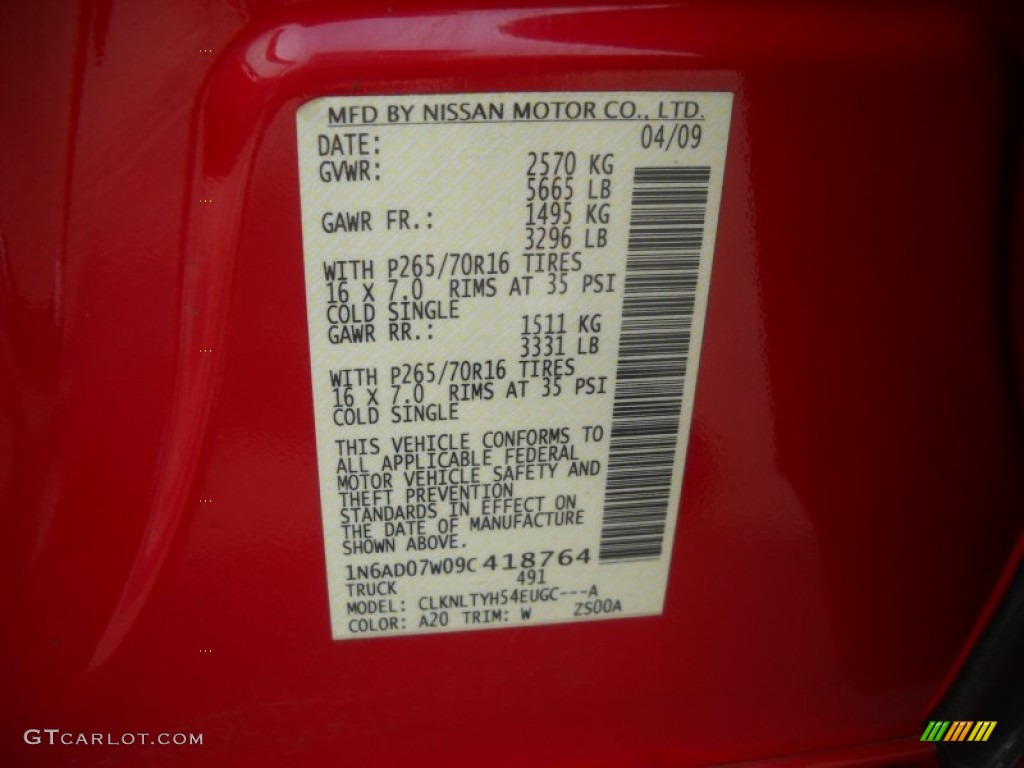 MFD BY NISSAN MOTOR CO., LTD.
DATE: 04/09
GVWR: 2570 KG
5665 LB
GAWR FR.: 1495 KG
3296 LB
WITH P265/70R16 TIRES
16 X 7.0 RIMS AT 35 PSI
COLD SINGLE
GAWR RR.: 1511 KG
3331 LB
WITH P265/70R16 TIRES
16 X 7.0 RIMS AT 35 PSI
COLD SINGLE
THIS VEHICLE CONFORMS TO
ALL APPLICABLE FEDERAL
MOTOR VEHICLE SAFETY AND
THEFT PREVENTION
STANDARDS IN EFFECT ON
THE DATE OF MANUFACTURE
SHOWN ABOVE.
1N6AD07W09C418764
TRUCK 491
MODEL: CLKNLTYH54EUGC---A
COLOR: A20 TRIM: W ZS00A
GTCARLOT.COM